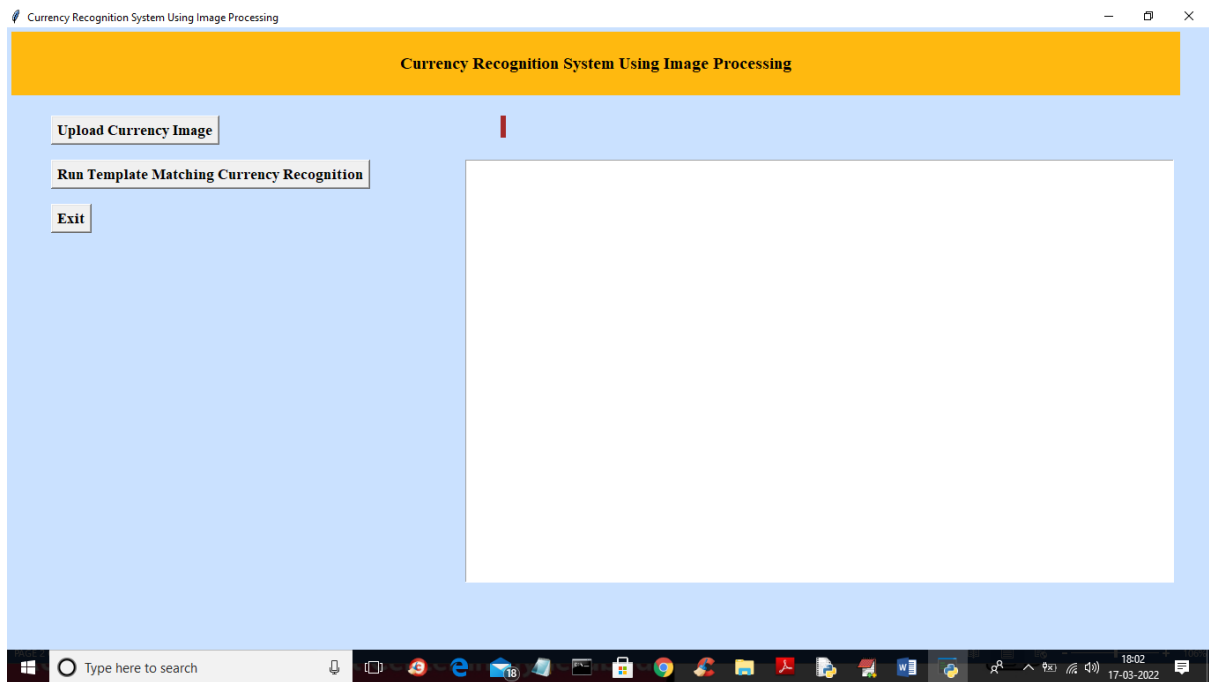 Currency Recognition System Using Image Processing
Currency Recognition System Using Image Processing
Upload Currency Image
Run Template Matching Currency Recognition
Exit
Type here to search
18
18:02
17-03-2022